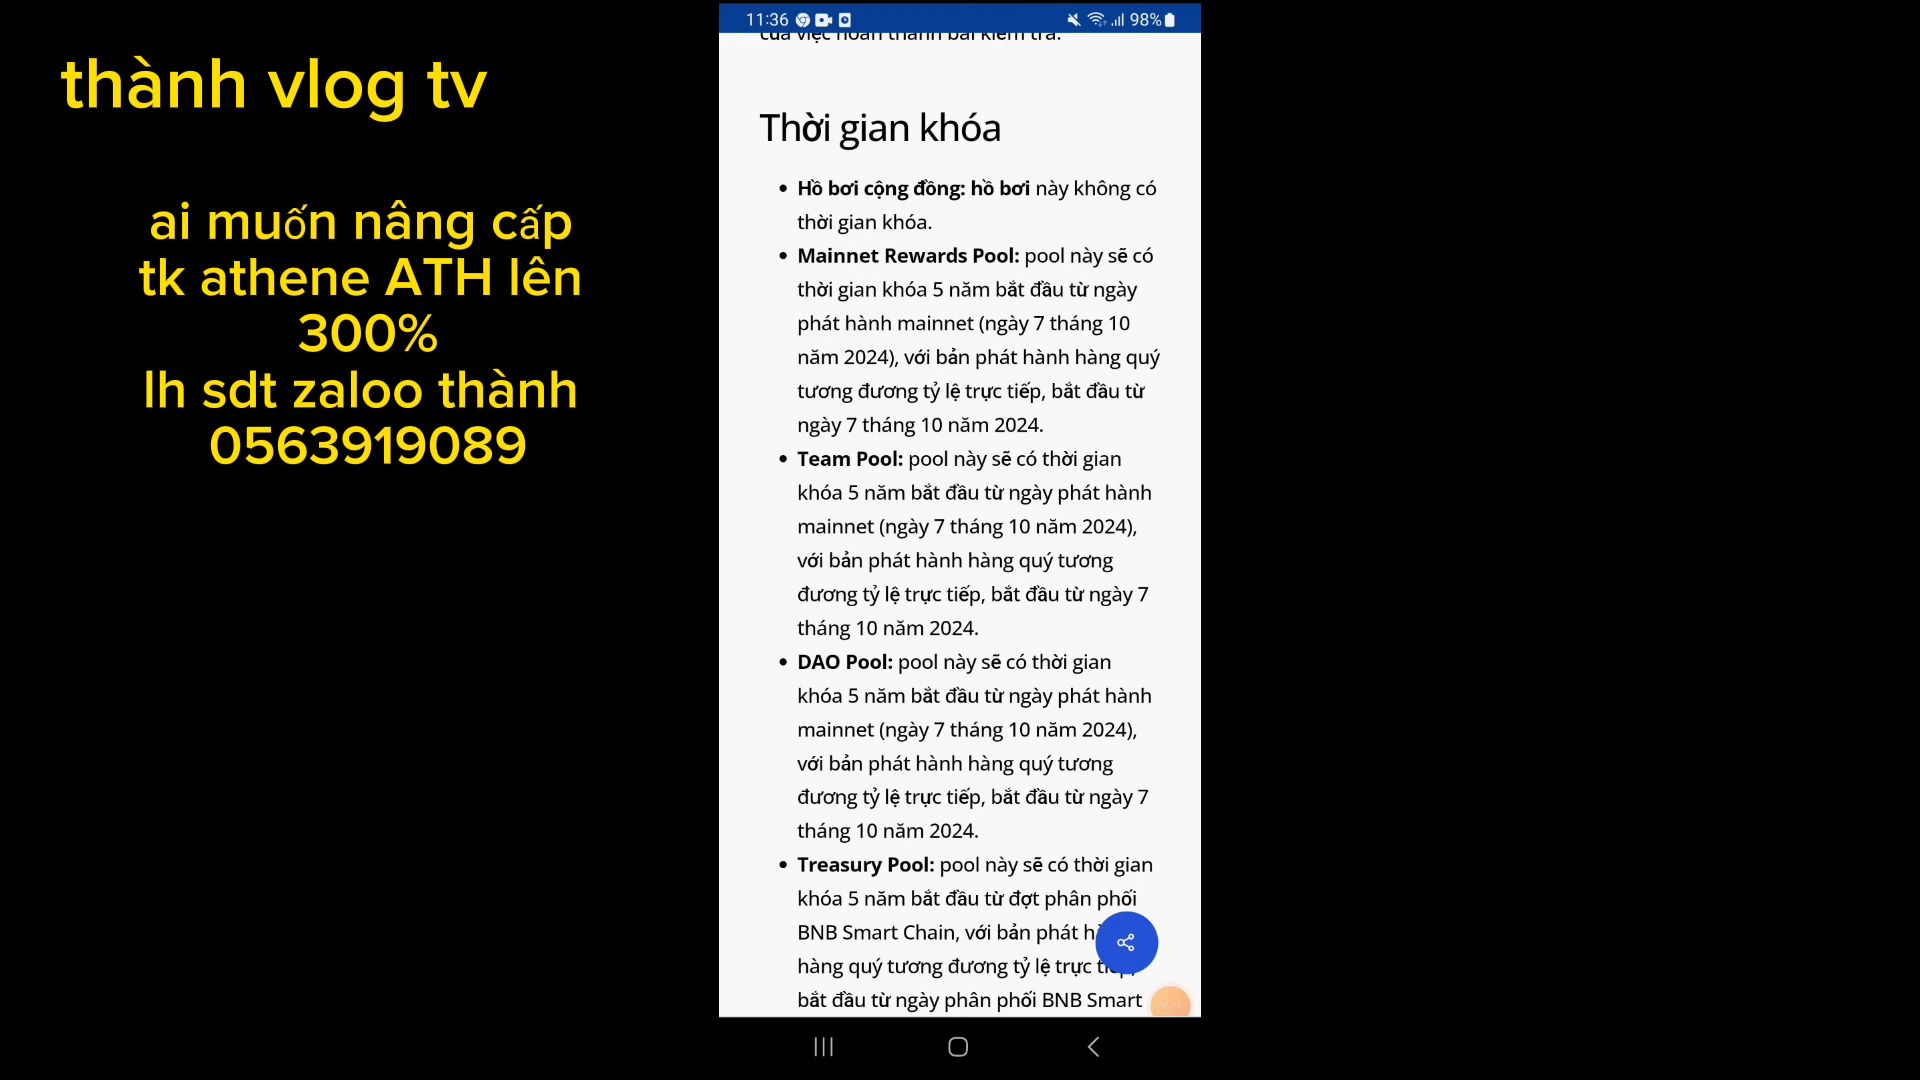 thành vlog tv
ai muốn nâng cấp
tk athene ATH lên
300%
lh sdt zaloo thành
0563919089
11:36
98%
của việc hoàn thành bài kiểm tra.
Thời gian khóa
Hồ bơi cộng đồng: hồ bơi này không có
thời gian khóa.
Mainnet Rewards Pool: pool này sẽ có
thời gian khóa 5 năm bắt đầu từ ngày
phát hành mainnet (ngày 7 tháng 10
năm 2024), với bản phát hành hàng quý
tương đương tỷ lệ trực tiếp, bắt đầu từ
ngày 7 tháng 10 năm 2024.
Team Pool: pool này sẽ có thời gian
khóa 5 năm bắt đầu từ ngày phát hành
mainnet (ngày 7 tháng 10 năm 2024),
với bản phát hành hàng quý tương
đương tỷ lệ trực tiếp, bắt đầu từ ngày 7
tháng 10 năm 2024.
DAO Pool: pool này sẽ có thời gian
khóa 5 năm bắt đầu từ ngày phát hành
mainnet (ngày 7 tháng 10 năm 2024),
với bản phát hành hàng quý tương
đương tỷ lệ trực tiếp, bắt đầu từ ngày 7
tháng 10 năm 2024.
Treasury Pool: pool này sẽ có thời gian
khóa 5 năm bắt đầu từ đợt phân phối
BNB Smart Chain, với bản phát
hàng quý tương đương tỷ lệ trực
bắt đầu từ ngày phân phối BNB Smart